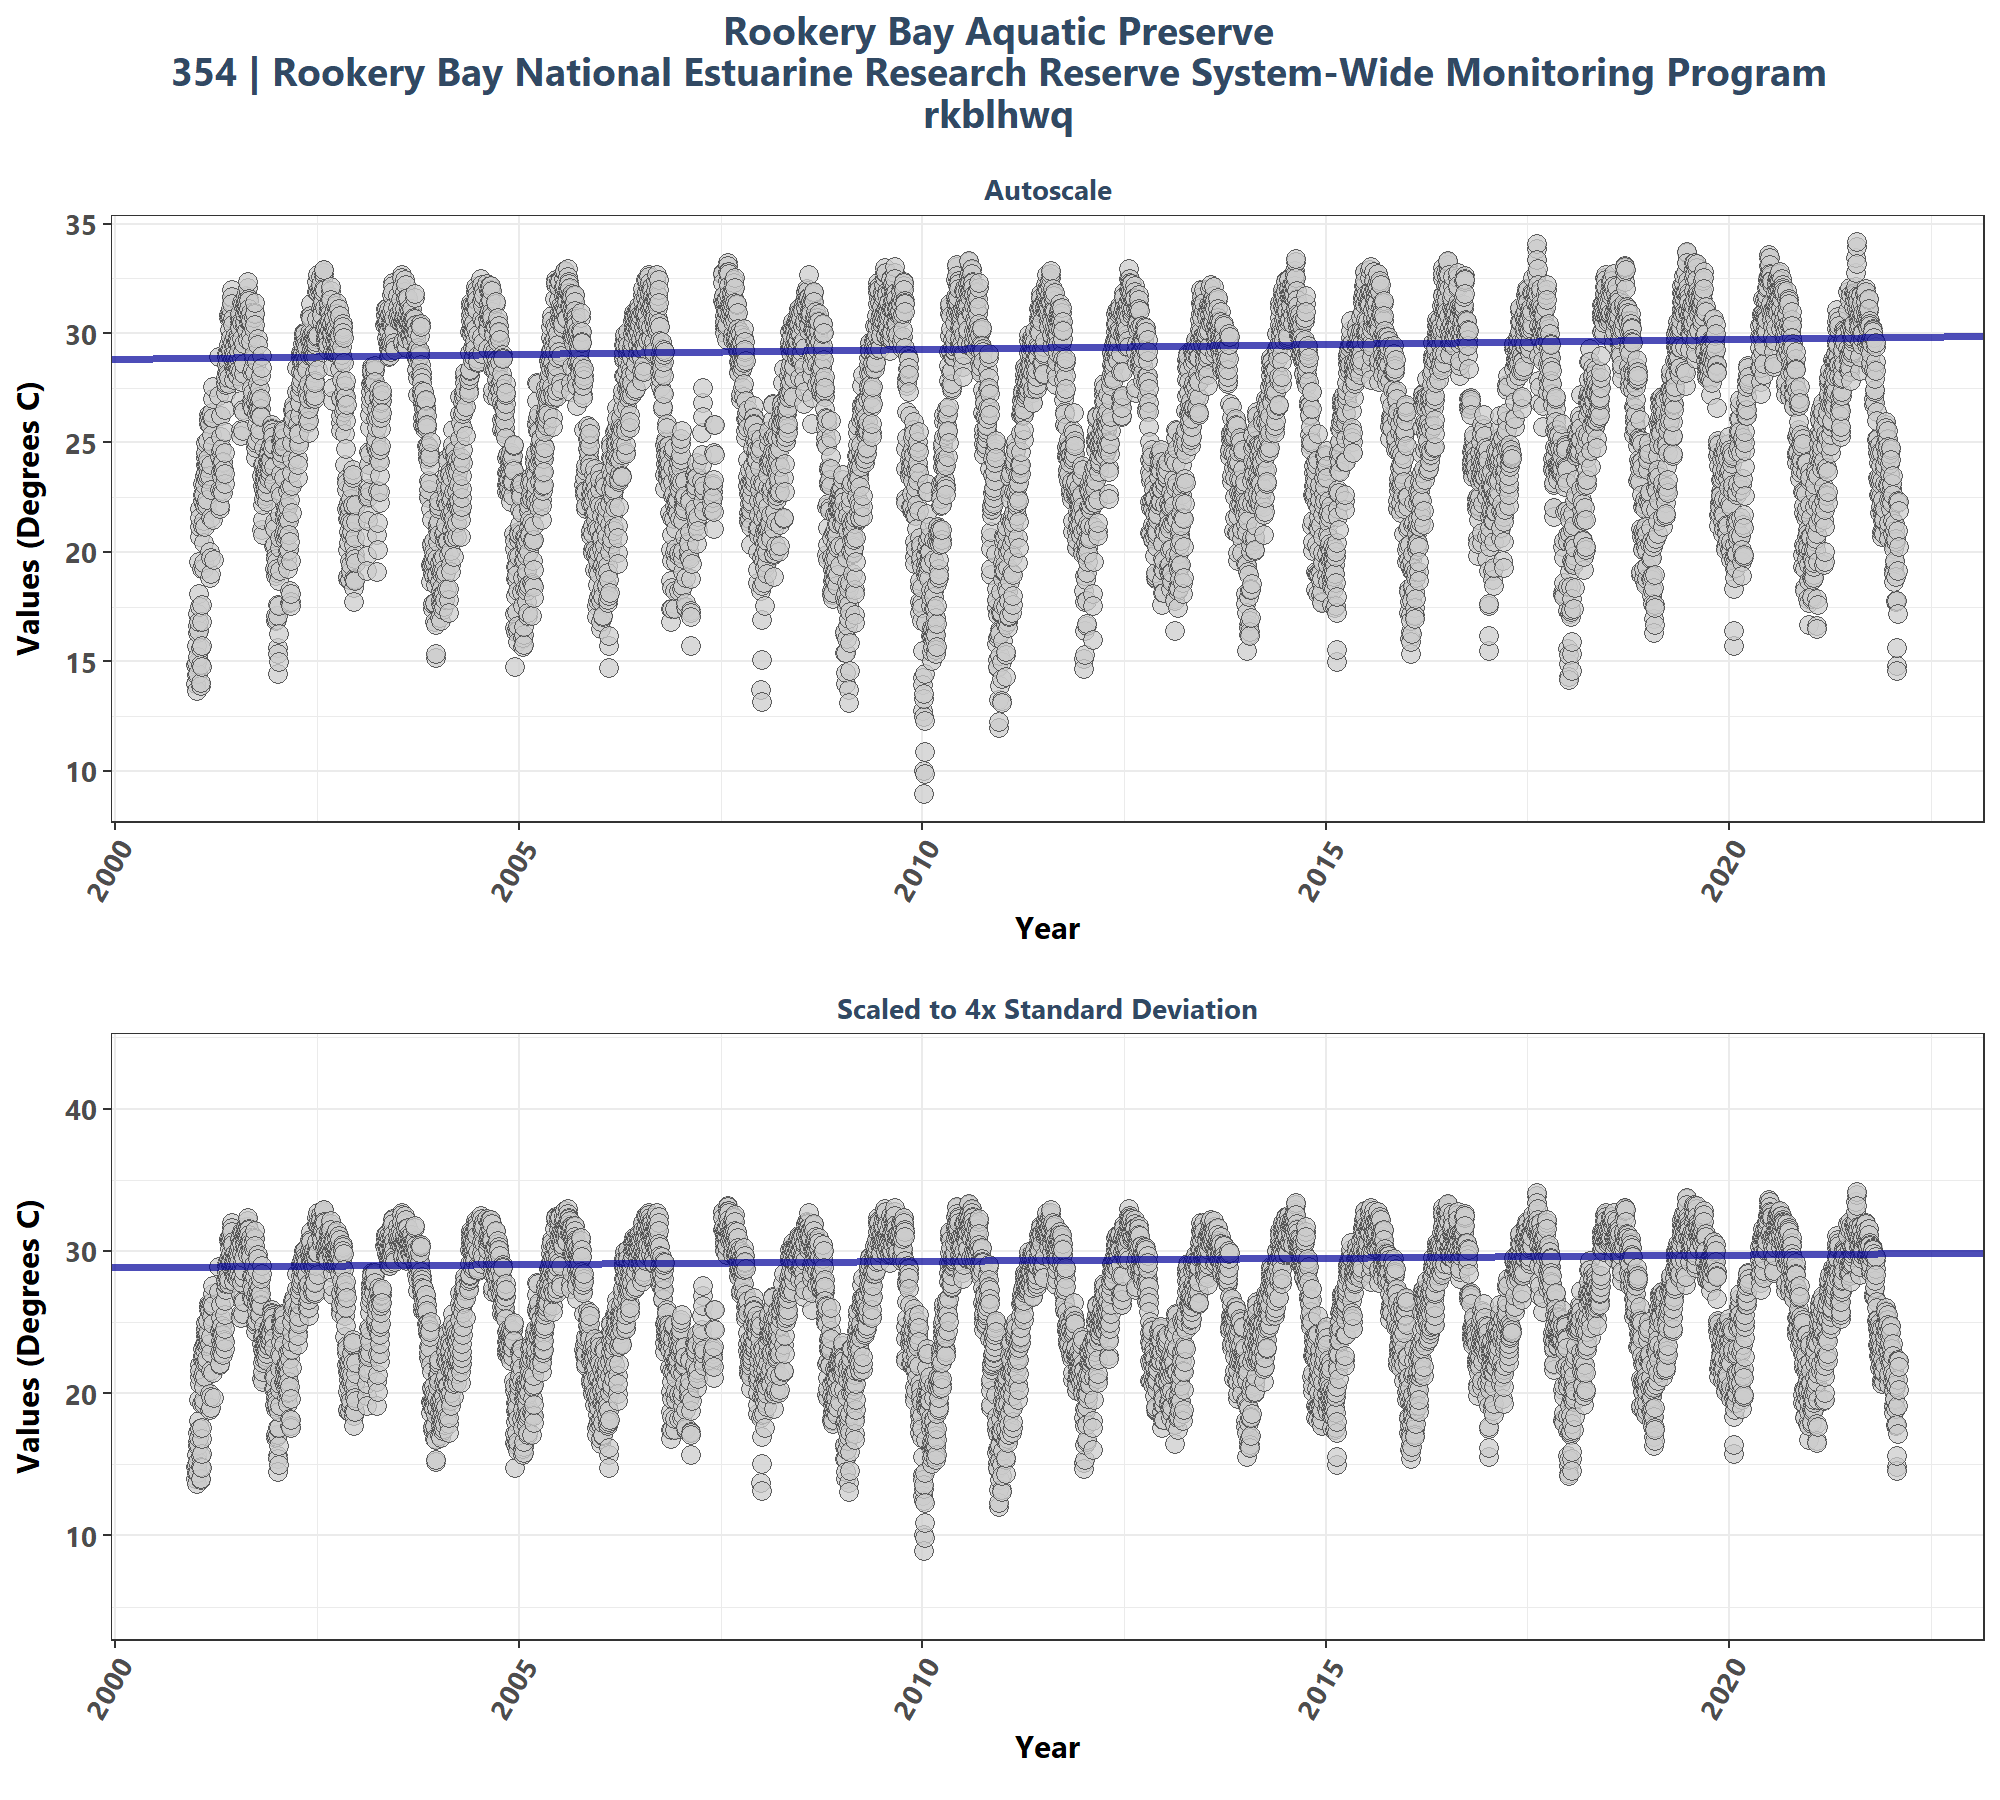 Rookery Bay Aquatic Preserve
354 | Rookery Bay National Estuarine Research Reserve System-Wide Monitoring Program
rkblhwq
Autoscale
35
30
25
20
15
10
Values (Degrees C)
2000
2005
2010
2015
2020
Year
Scaled to 4x Standard Deviation
40
30
20
10
Values (Degrees C)
2000
2005
2010
2015
2020
Year